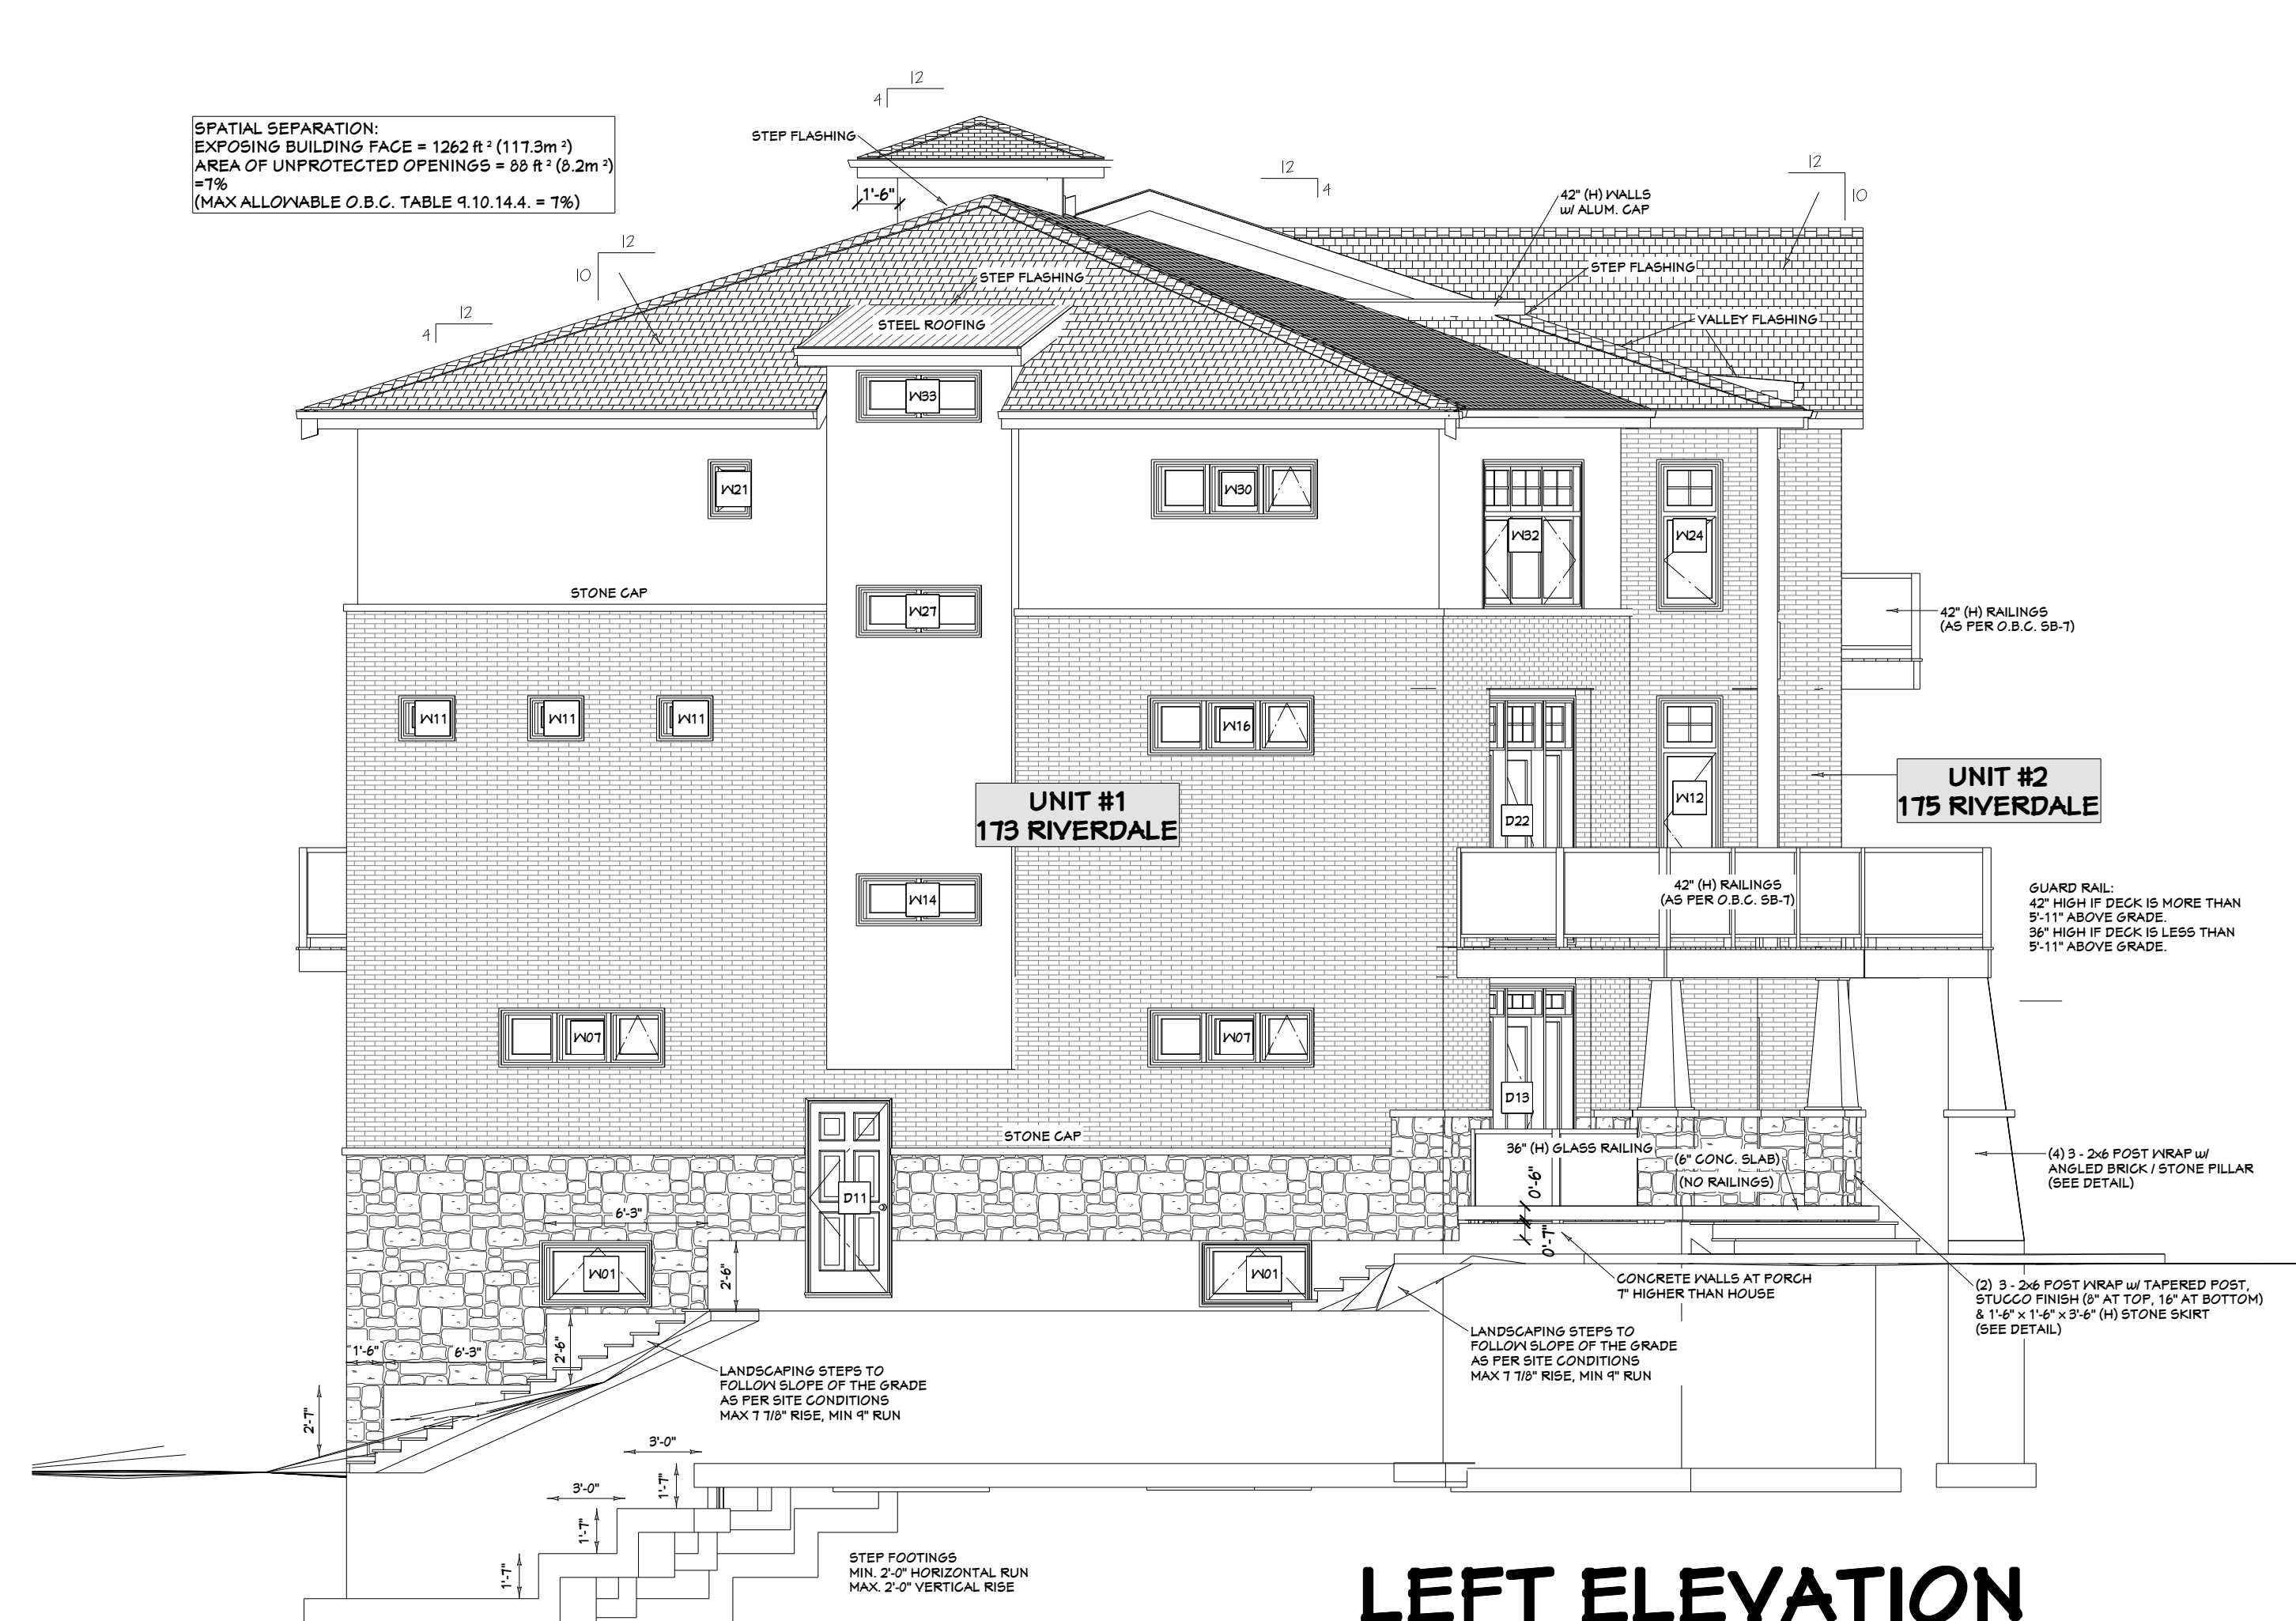 12
4
SPATIAL SEPARATION:
EXPOSING BUILDING FACE = 1262 ft² (117.3m²)
AREA OF UNPROTECTED OPENINGS = 88 ft² (8.2m²)
=7%
(MAX ALLOWABLE O.B.C. TABLE 9.10.14.4. = 7%)
STEP FLASHING
1'-6"
12
4
12
10
42" (H) WALLS
w/ ALUM. CAP
12
10
12
4
STEP FLASHING
STEP FLASHING
STEEL ROOFING
VALLEY FLASHING
W33
W21
W30
W32
W24
STONE CAP
W27
42" (H) RAILINGS
(AS PER O.B.C. SB-7)
W11
W11
W11
W16
UNIT #1
173 RIVERDALE
D22
W12
UNIT #2
175 RIVERDALE
W14
42" (H) RAILINGS
(AS PER O.B.C. SB-7)
GUARD RAIL:
42" HIGH IF DECK IS MORE THAN
5'-11" ABOVE GRADE.
36" HIGH IF DECK IS LESS THAN
5'-11" ABOVE GRADE.
W07
W07
D13
STONE CAP
36" (H) GLASS RAILING
(6" CONC. SLAB)
(NO RAILINGS)
(4) 3 - 2x6 POST WRAP w/
ANGLED BRICK / STONE PILLAR
(SEE DETAIL)
D11
0'-6"
0'-7"
6'-3"
W01
2'-6"
W01
CONCRETE WALLS AT PORCH
7" HIGHER THAN HOUSE
(2) 3 - 2x6 POST WRAP w/ TAPERED POST,
STUCCO FINISH (8" AT TOP, 16" AT BOTTOM)
& 1'-6" x 1'-6" x 3'-6" (H) STONE SKIRT
(SEE DETAIL)
1'-6"
6'-3"
2'-6"
LANDSCAPING STEPS TO
FOLLOW SLOPE OF THE GRADE
AS PER SITE CONDITIONS
MAX 7 7/8" RISE, MIN 9" RUN
LANDSCAPING STEPS TO
FOLLOW SLOPE OF THE GRADE
AS PER SITE CONDITIONS
MAX 7 7/8" RISE, MIN 9" RUN
2'-7"
3'-0"
1'-7"
3'-0"
1'-7"
1'-7"
STEP FOOTINGS
MIN. 2'-0" HORIZONTAL RUN
MAX. 2'-0" VERTICAL RISE
LEFT ELEVATION